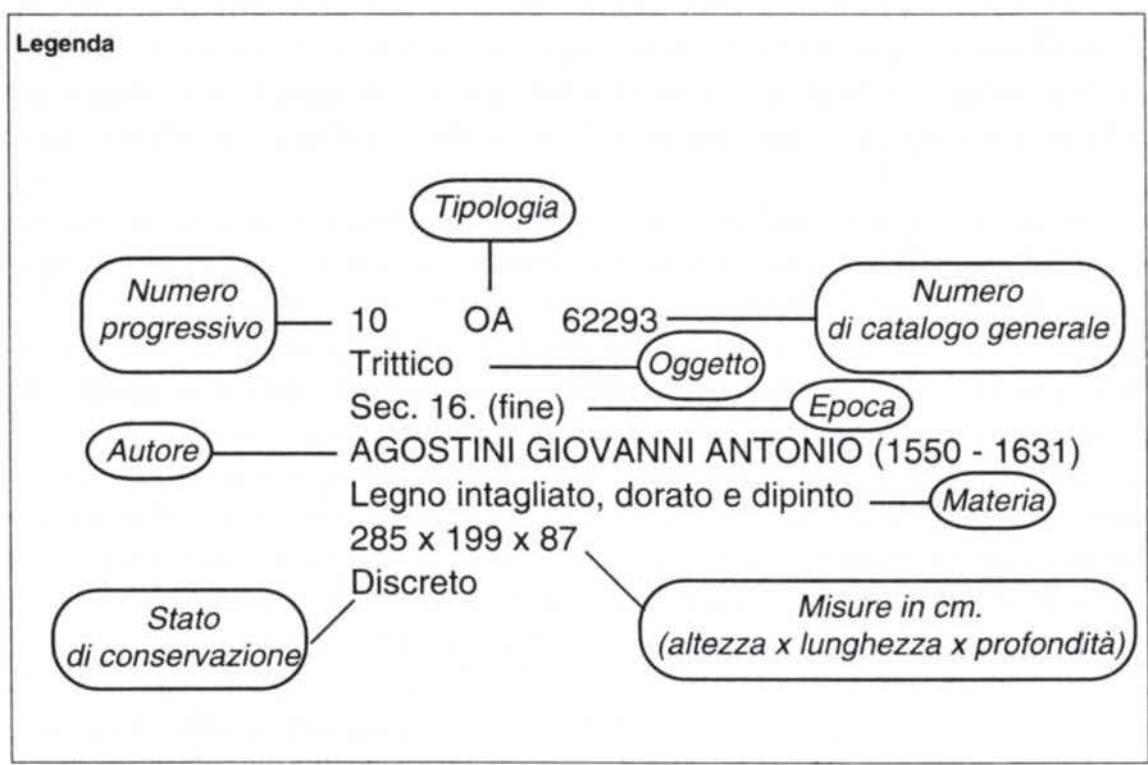 Legenda
Tipologia
Numero
progressivo
10 OA 62293
Numero
di catalogo generale
Trittico
Oggetto
Sec. 16. (fine)
Epoca
Autore
AGOSTINI GIOVANNI ANTONIO (1550 - 1631)
Legno intagliato, dorato e dipinto
Materia
285 x 199 x 87
Discreto
Stato
di conservazione
Misure in cm.
(altezza x lunghezza x profondità)